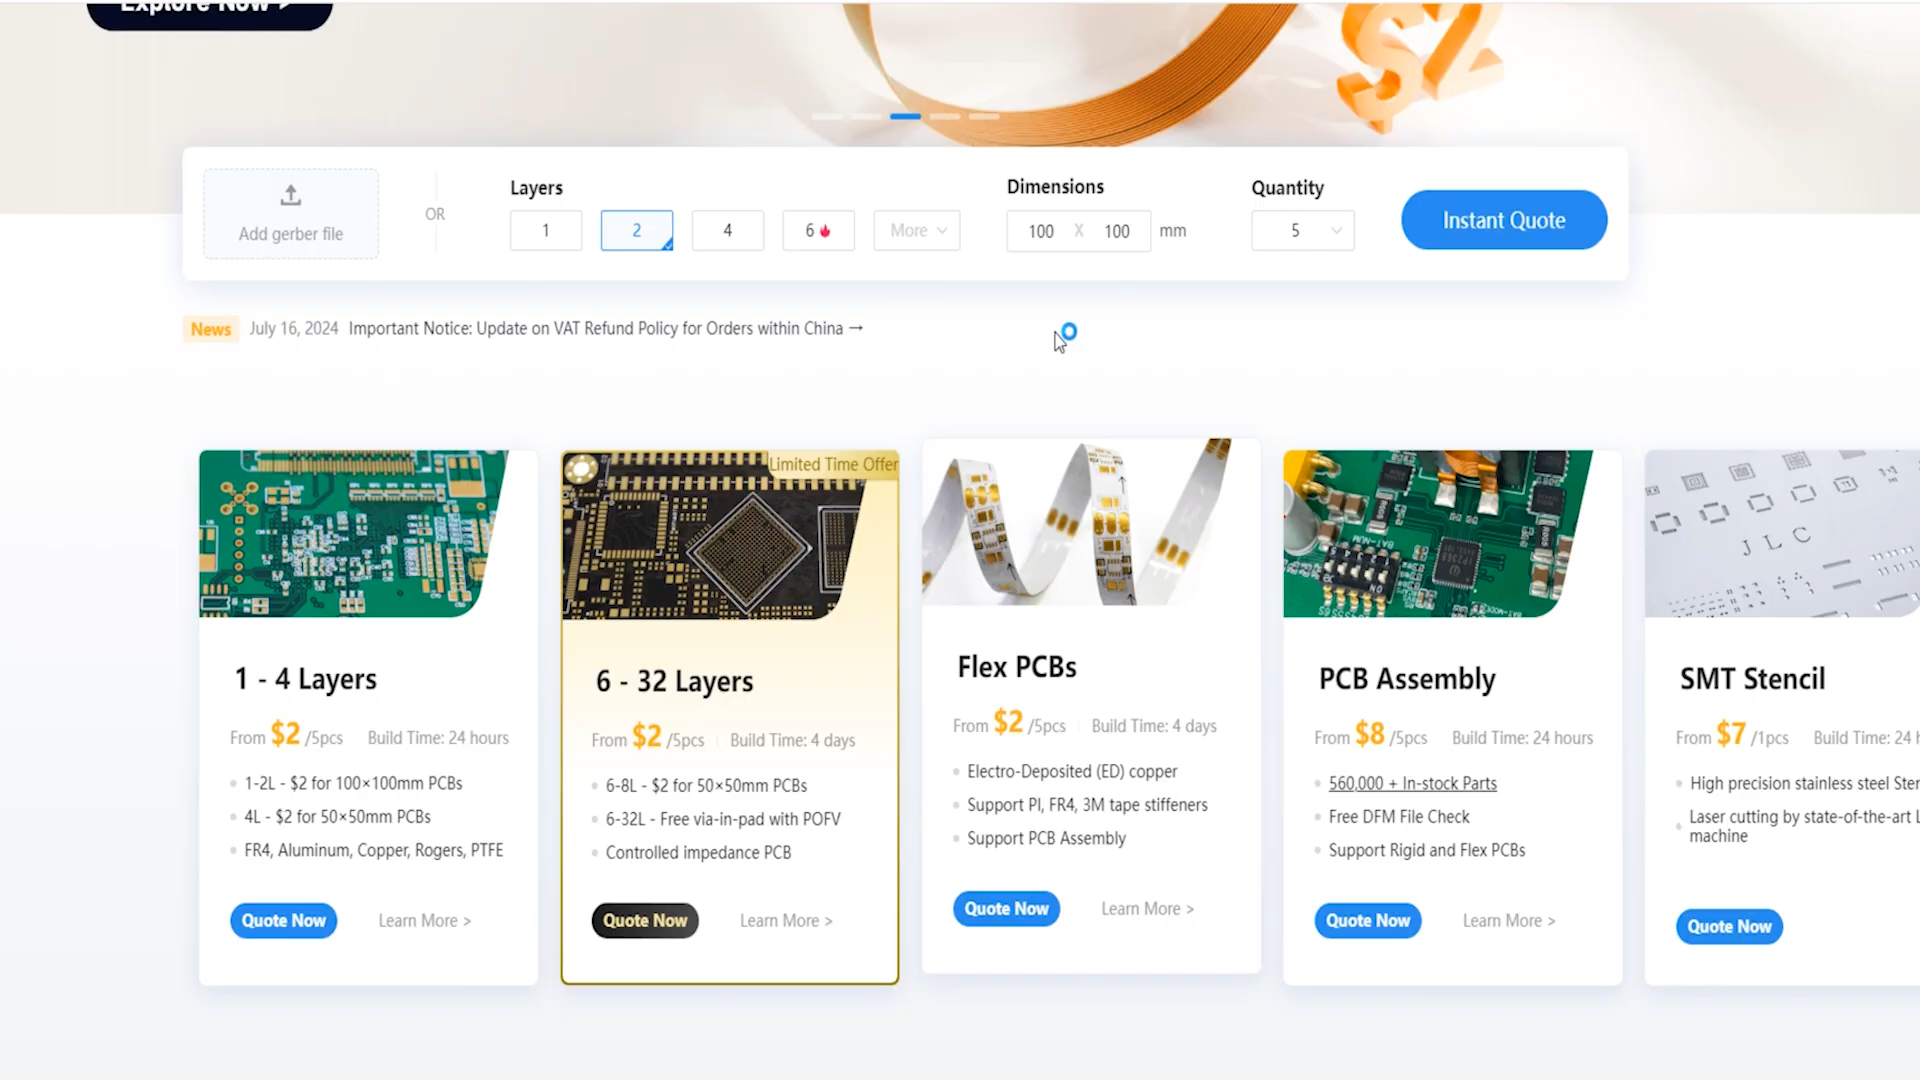 Explore Now >
$2
Add gerber file
OR
Layers
1
2
4
6
More
Dimensions
100 X 100 mm
Quantity
5
Instant Quote
News July 16, 2024 Important Notice: Update on VAT Refund Policy for Orders within China →
1 - 4 Layers
From $2 /5pcs Build Time: 24 hours
1-2L - $2 for 100×100mm PCBs
4L - $2 for 50×50mm PCBs
FR4, Aluminum, Copper, Rogers, PTFE
Quote Now Learn More >
Limited Time Offer
6 - 32 Layers
From $2 /5pcs Build Time: 4 days
6-8L - $2 for 50×50mm PCBs
6-32L - Free via-in-pad with POFV
Controlled impedance PCB
Quote Now Learn More >
Flex PCBs
From $2 /5pcs Build Time: 4 days
Electro-Deposited (ED) copper
Support PI, FR4, 3M tape stiffeners
Support PCB Assembly
Quote Now Learn More >
PCB Assembly
From $8 /5pcs Build Time: 24 hours
560,000 + In-stock Parts
Free DFM File Check
Support Rigid and Flex PCBs
Quote Now Learn More >
J L C
SMT Stencil
From $7 /1pcs Build Time: 24
High precision stainless steel
Laser cutting by state-of-the-art
machine
Quote Now